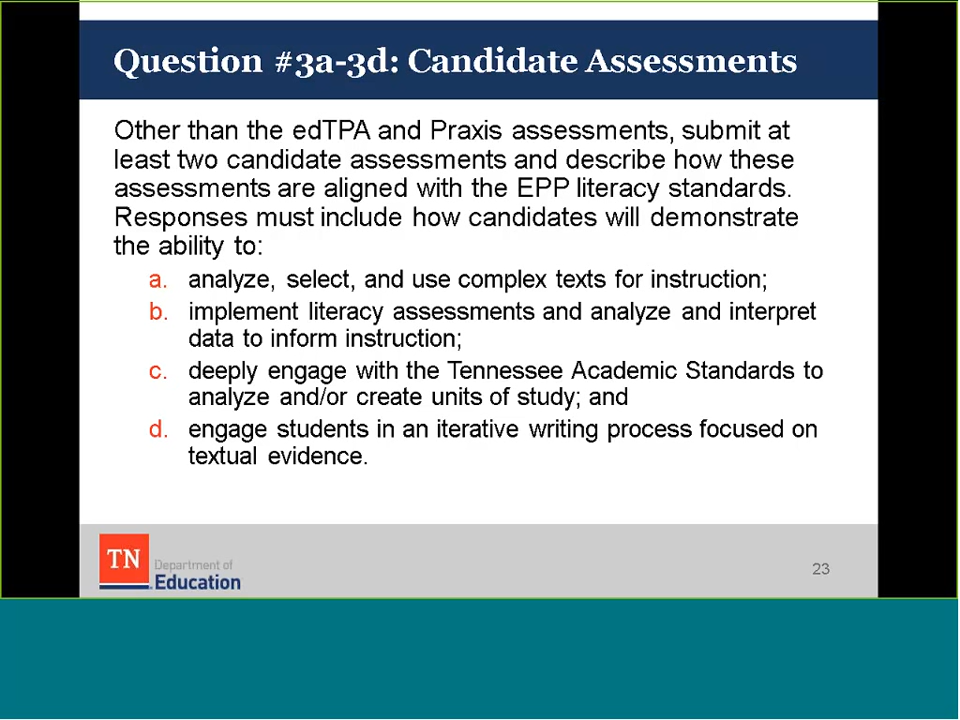 Question #3a-3d: Candidate Assessments
Other than the edTPA and Praxis assessments, submit at
least two candidate assessments and describe how these
assessments are aligned with the EPP literacy standards.
Responses must include how candidates will demonstrate
the ability to:
a. analyze, select, and use complex texts for instruction;
b. implement literacy assessments and analyze and interpret
data to inform instruction;
c. deeply engage with the Tennessee Academic Standards to
analyze and/or create units of study; and
d. engage students in an iterative writing process focused on
textual evidence.
TN
Department of
Education
23